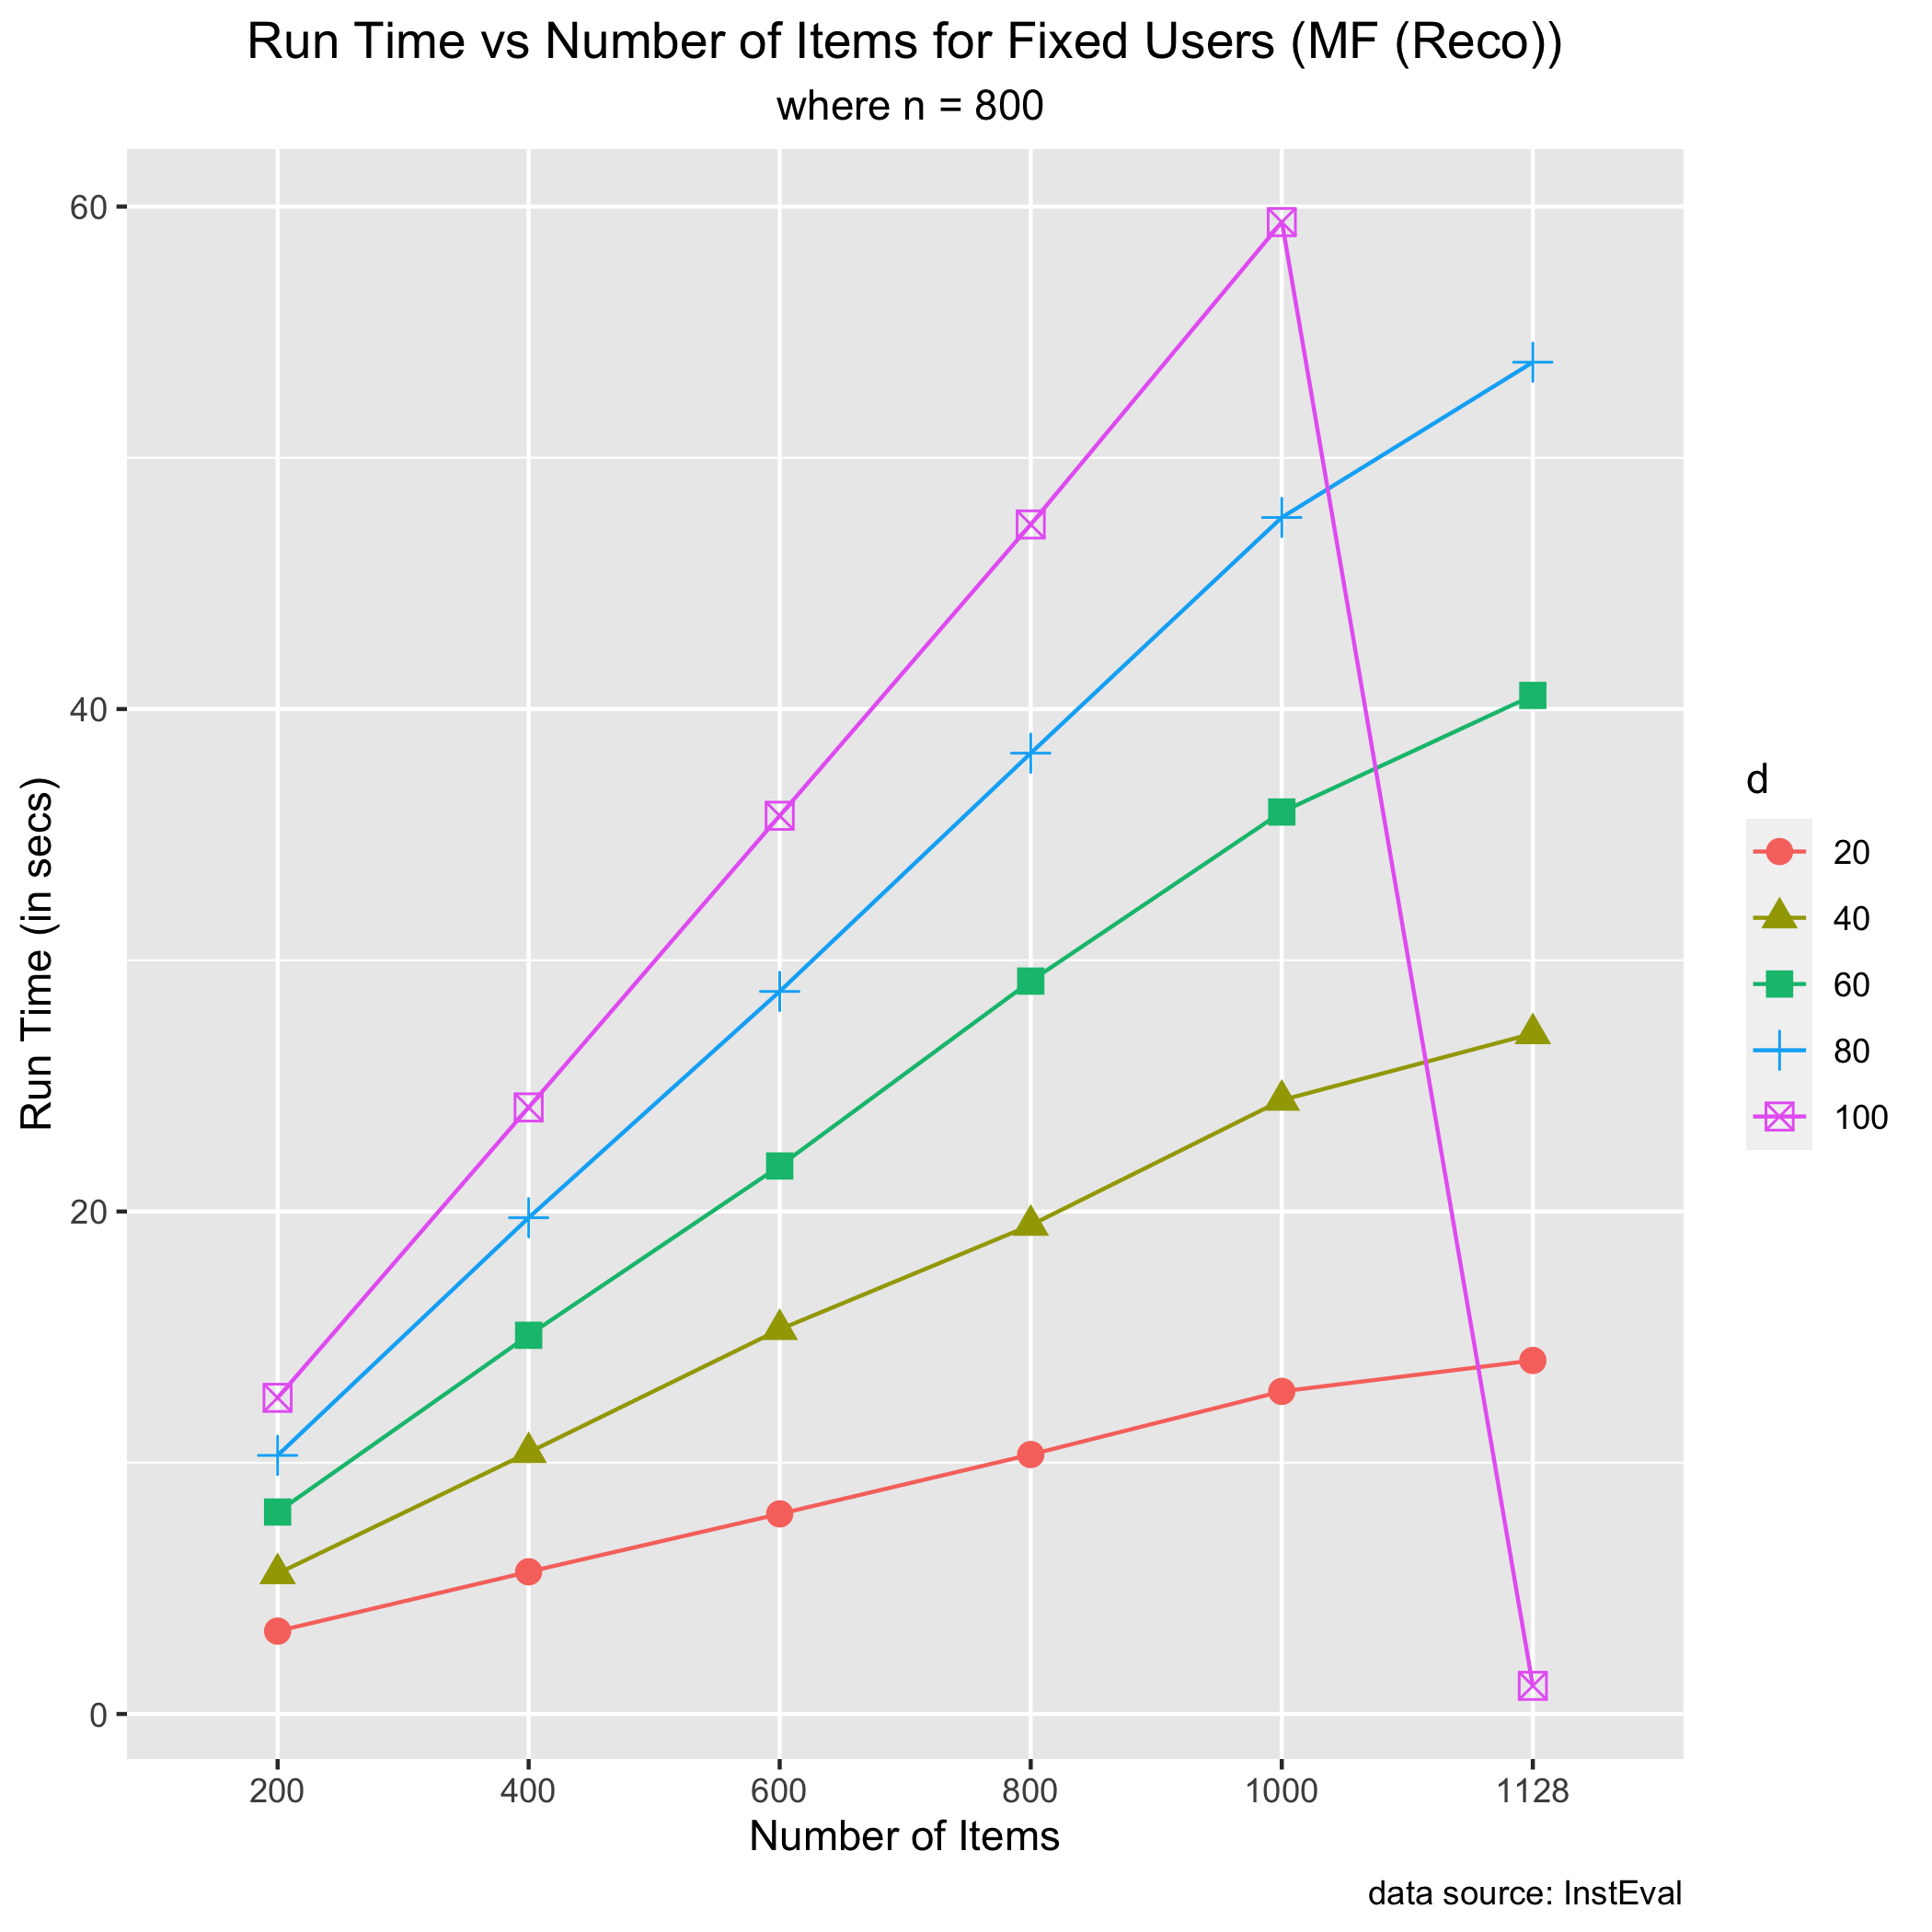 Run Time vs Number of Items for Fixed Users (MF (Reco))
where n = 800
60
40
20
0
Run Time (in secs)
200 400 600 800 1000 1128
Number of Items
d
20
40
60
80
100
data source: InstEval